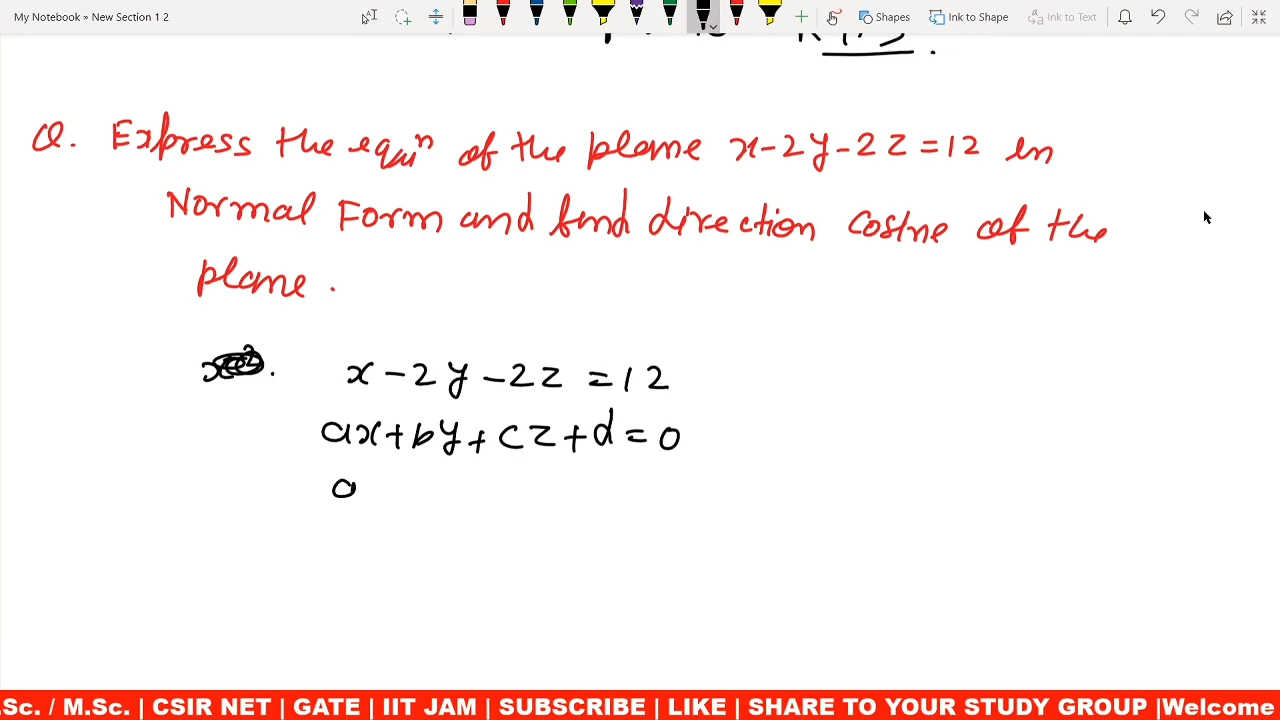 My Notebook » New Section 1 2
Shapes
Ink to Shape
Ink to Text
Q. Express the equⁿ of the plane x-2y-2z=12 in
Normal Form and find direction cosine of the
plane.
x-2y-2z=12
ax+by+cz+d=0
a
.Sc. / M.Sc. | CSIR NET | GATE | IIT JAM | SUBSCRIBE | LIKE | SHARE TO YOUR STUDY GROUP |Welcome